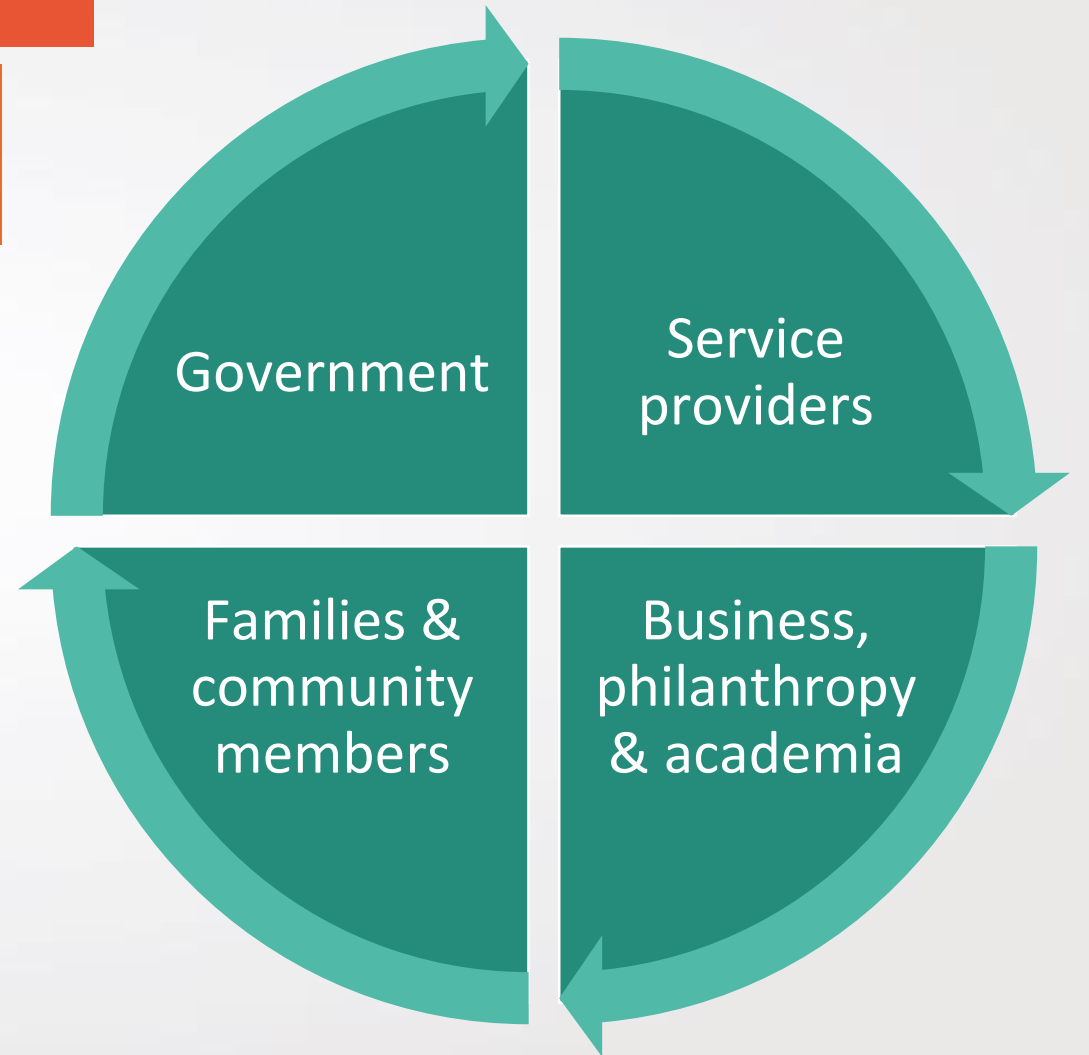 Government
Service
providers
Families &
community
members
Business,
philanthropy
& academia